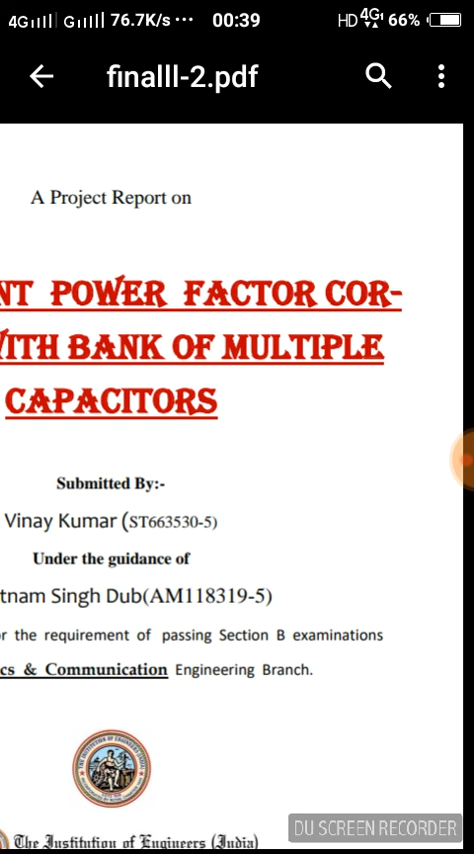 4G G 76.7K/s ··· 00:39 HD 4G 66%
finalll-2.pdf
A Project Report on
NT POWER FACTOR COR-
ITH BANK OF MULTIPLE
CAPACITORS
Submitted By:-
Vinay Kumar (ST663530-5)
Under the guidance of
tnam Singh Dub(AM118319-5)
r the requirement of passing Section B examinations
cs & Communication Engineering Branch.
The Institution of Engineers (India)
DU SCREEN RECORDER